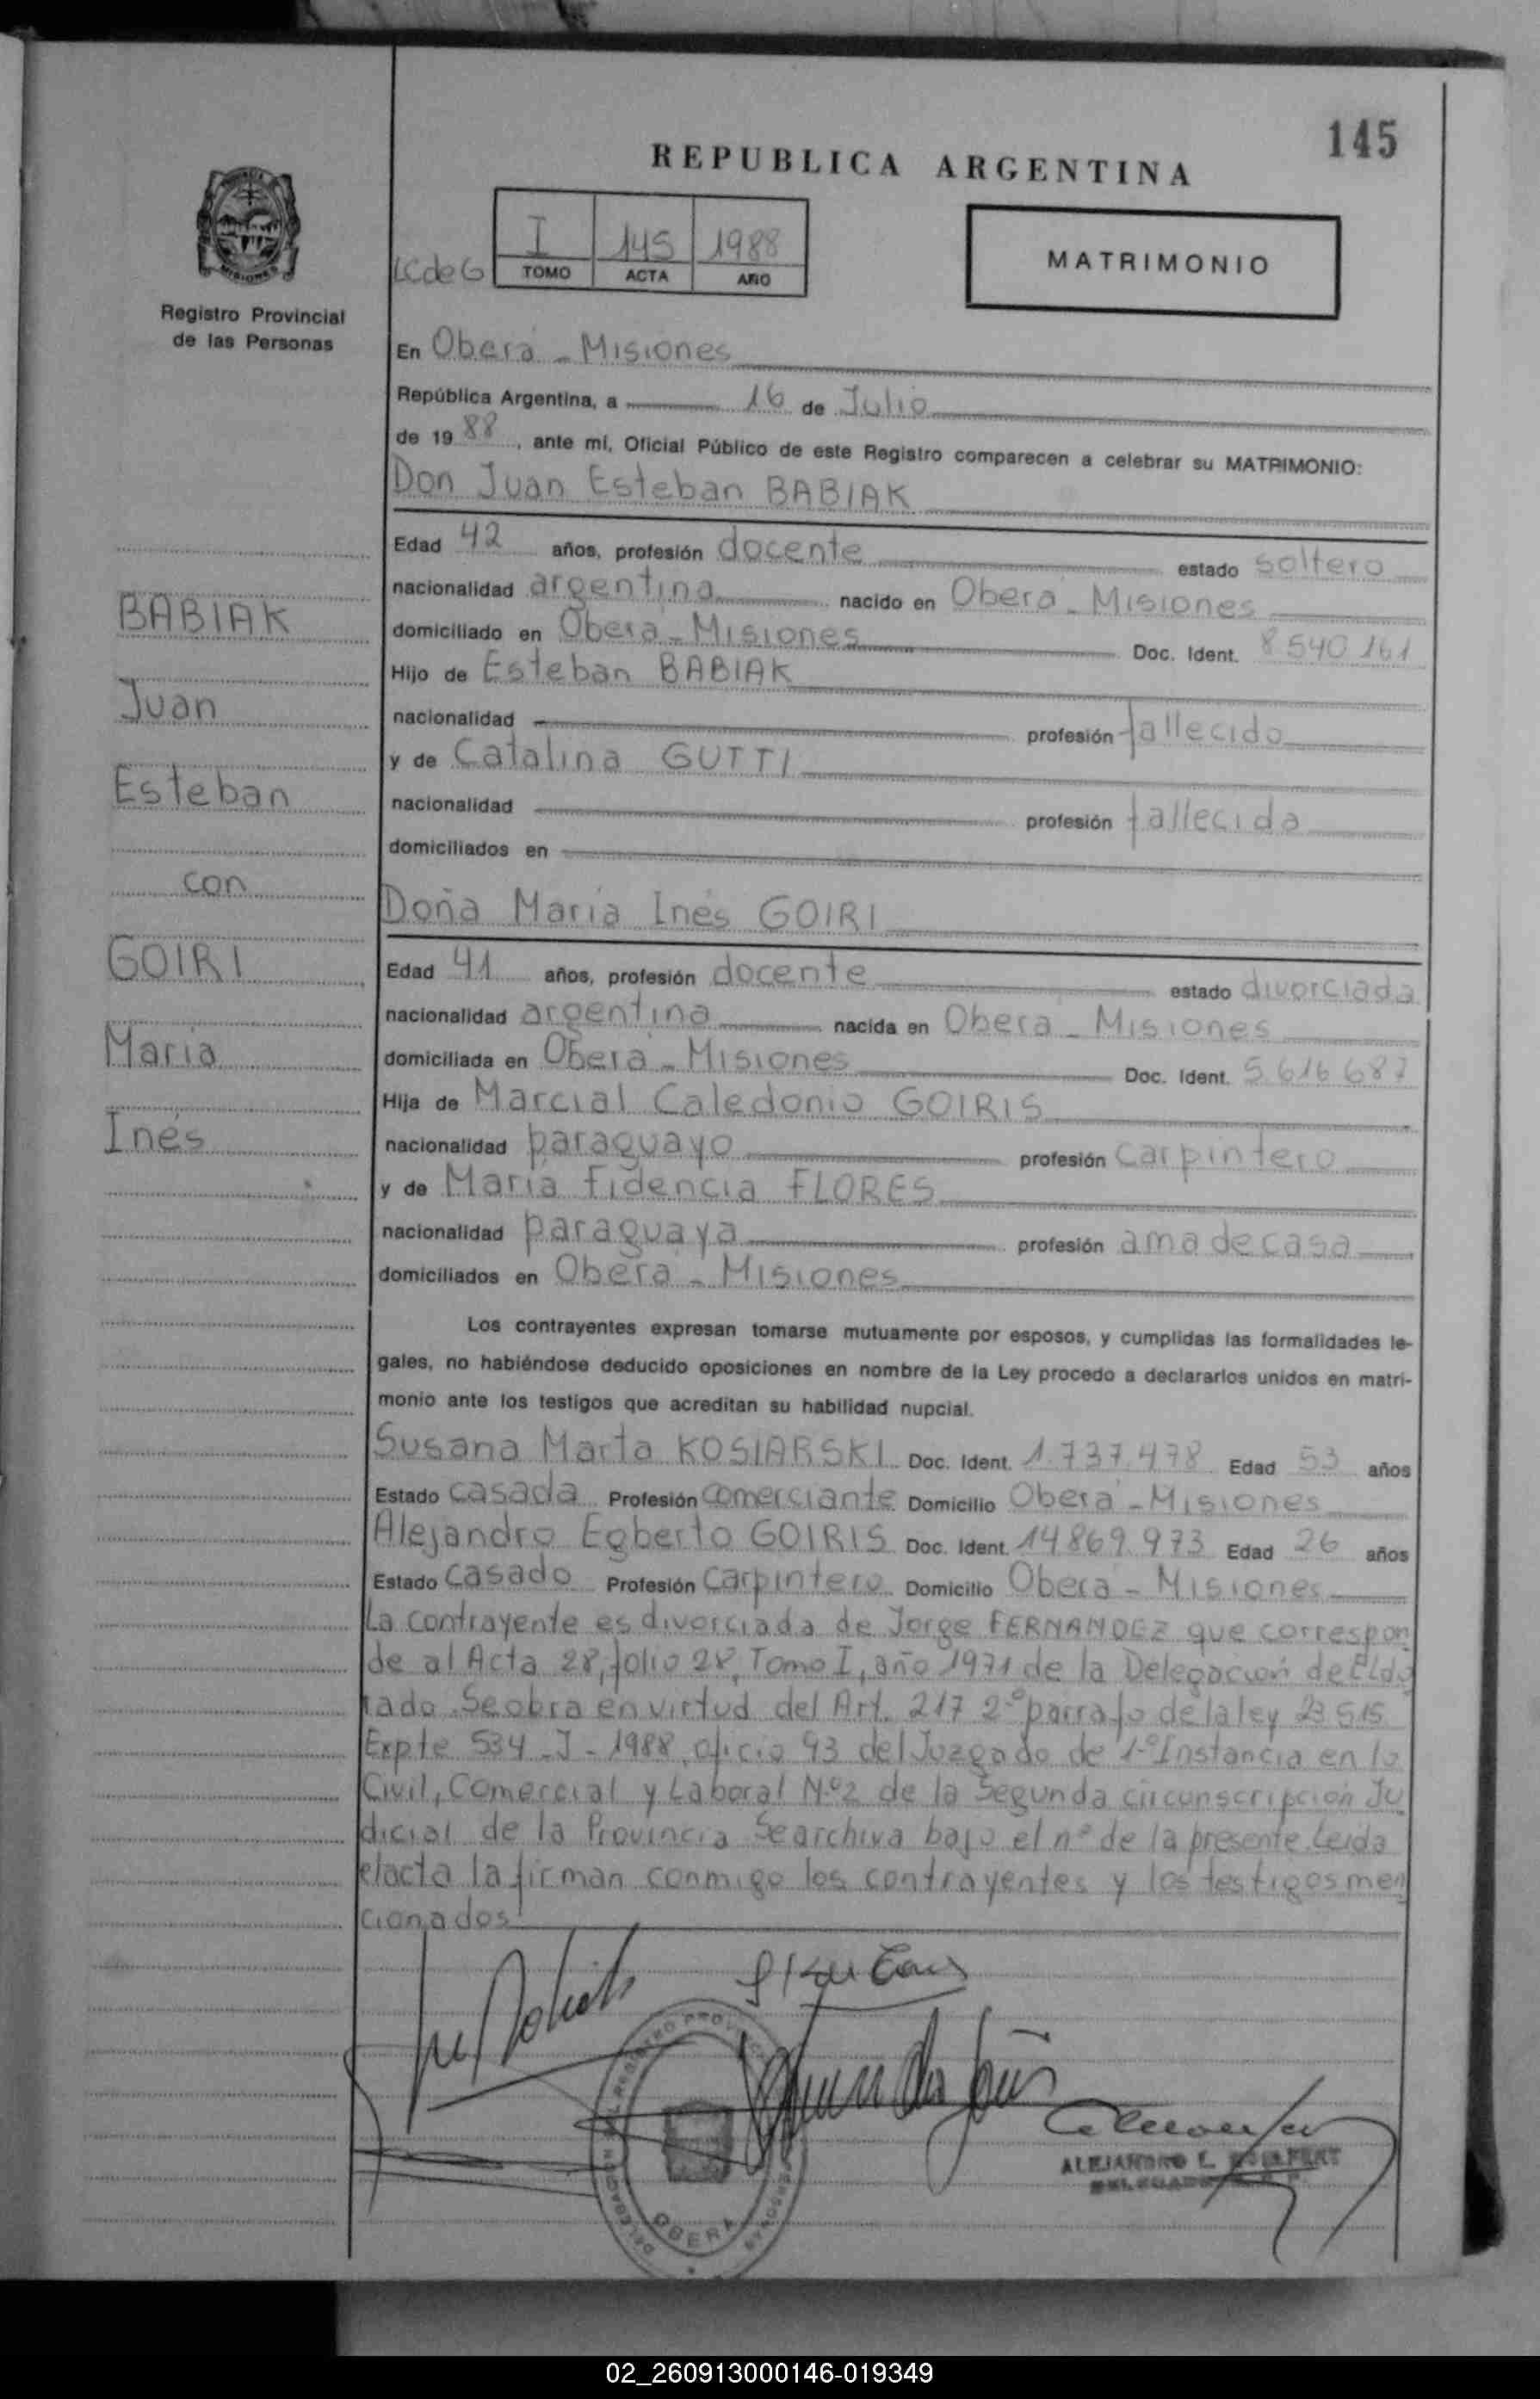 145
REPUBLICA ARGENTINA
MISIONES
Registro Provincial
de las Personas
LCdeG
I 145 1988
TOMO ACTA AÑO
MATRIMONIO
En Oberá - Misiones
República Argentina, a 16 de Julio
de 1988, ante mí, Oficial Público de este Registro comparecen a celebrar su MATRIMONIO:
Don Juan Esteban BABIAK
Edad 42 años, profesión docente estado soltero
nacionalidad argentina nacido en Oberá - Misiones
domiciliado en Oberá - Misiones Doc. Ident. 8.540.161
Hijo de Esteban BABIAK
nacionalidad profesión fallecido
y de Catalina GUTTI
nacionalidad profesión fallecida
domiciliados en
Doña María Inés GOIRI
Edad 41 años, profesión docente estado divorciada
nacionalidad argentina nacida en Oberá - Misiones
domiciliada en Oberá - Misiones Doc. Ident. 5.616.687
Hija de Marcial Caledonio GOIRIS
nacionalidad paraguayo profesión carpintero
y de María Fidencia FLORES
nacionalidad paraguaya profesión ama de casa
domiciliados en Oberá - Misiones
BABIAK
Juan
Esteban
con
GOIRI
María
Inés
Los contrayentes expresan tomarse mutuamente por esposos, y cumplidas las formalidades le-
gales, no habiéndose deducido oposiciones en nombre de la Ley procedo a declararlos unidos en matri-
monio ante los testigos que acreditan su habilidad nupcial.
Susana Marta KOSIARSKI Doc. Ident. 1.737.478 Edad 53 años
Estado casada Profesión comerciante Domicilio Oberá - Misiones
Alejandro Egberto GOIRIS Doc. Ident. 14.869.973 Edad 26 años
Estado casado Profesión carpintero Domicilio Oberá - Misiones
La contrayente es divorciada de Jorge FERNANDEZ que correspon
de al Acta 28, folio 28, Tomo I, año 1971 de la Delegación de Eldo
rado. Se obra en virtud del Art. 217 2º parrafo de la ley 23.515
Expte 534-J-1988, oficio 93 del Juzgado de 1º Instancia en lo
Civil, Comercial y Laboral Nº2 de la Segunda circunscripción Ju
dicial de la Provincia Se archiva bajo el nº de la presente. Leída
el acta la firman conmigo los contrayentes y los testigos men
cionados!
OBERA
ALEJANDRO L.
02_260913000146-019349